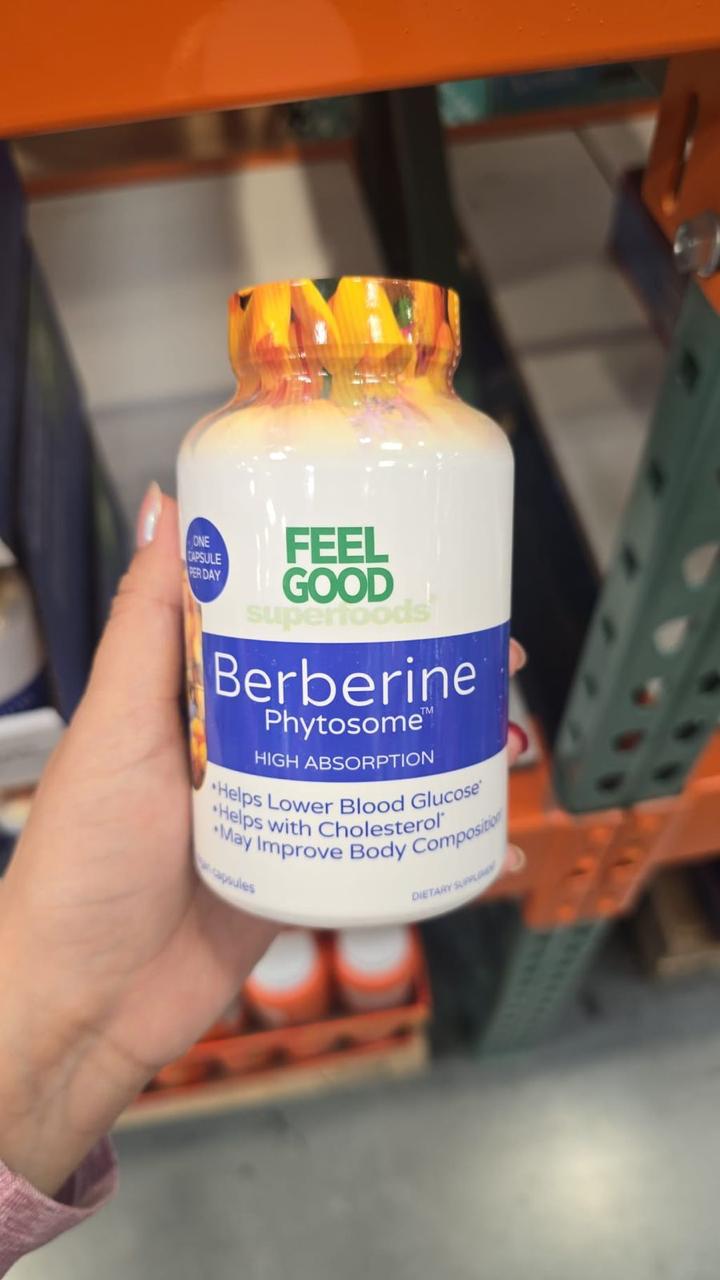 ONE
CAPSULE
PER DAY
FEEL
GOOD
superfoods®
Berberine
Phytosome™
HIGH ABSORPTION
•Helps Lower Blood Glucose*
•Helps with Cholesterol*
•May Improve Body Composition
capsules
DIETARY SUPPLEMENT